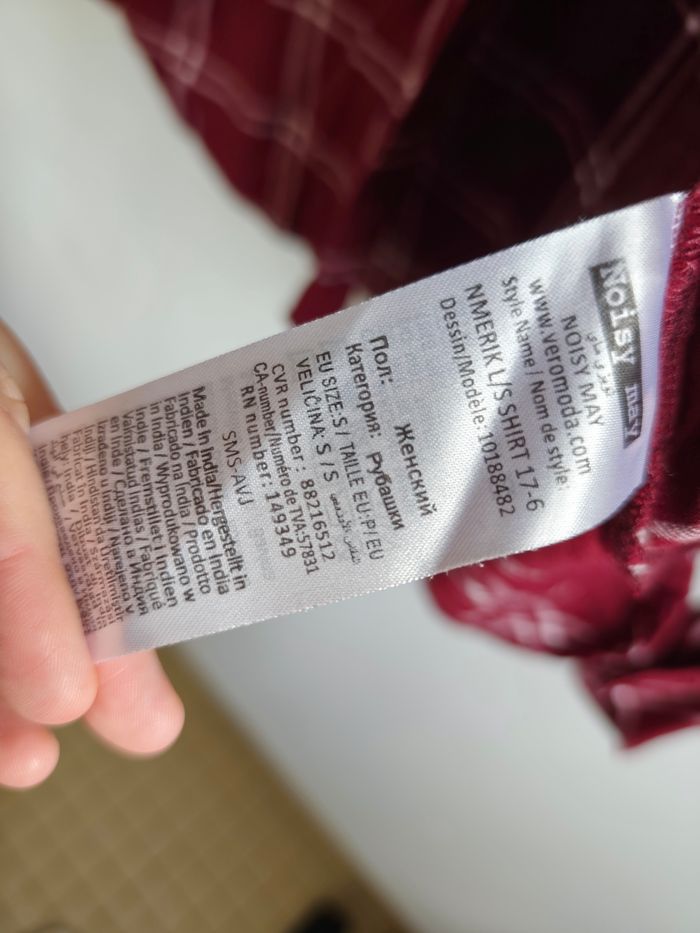 Noisy may
NOISY MAY
www.veromoda.com
Style Name / Nom de style:
NMERIK L/S SHIRT 17-6
Dessin/Modèle:10188482
Пол: Женский
Категория: Рубашки
EU SIZE:S / TAILLE EU:P/EU
VELIČINA: S / S
CVR number: 88216512
CA-number/Numéro de TVA:57831
RN number: 149349
SMS-AVJ
Made in India/Hergestellt in
Indien / Fabricado en India
Fabricado na India / Prodotto
in India / Wyprodukowano w
Indie / Fremstillet i Indien
Valmistatud Indias / Fabriqué
en Inde / Сделано в Индия